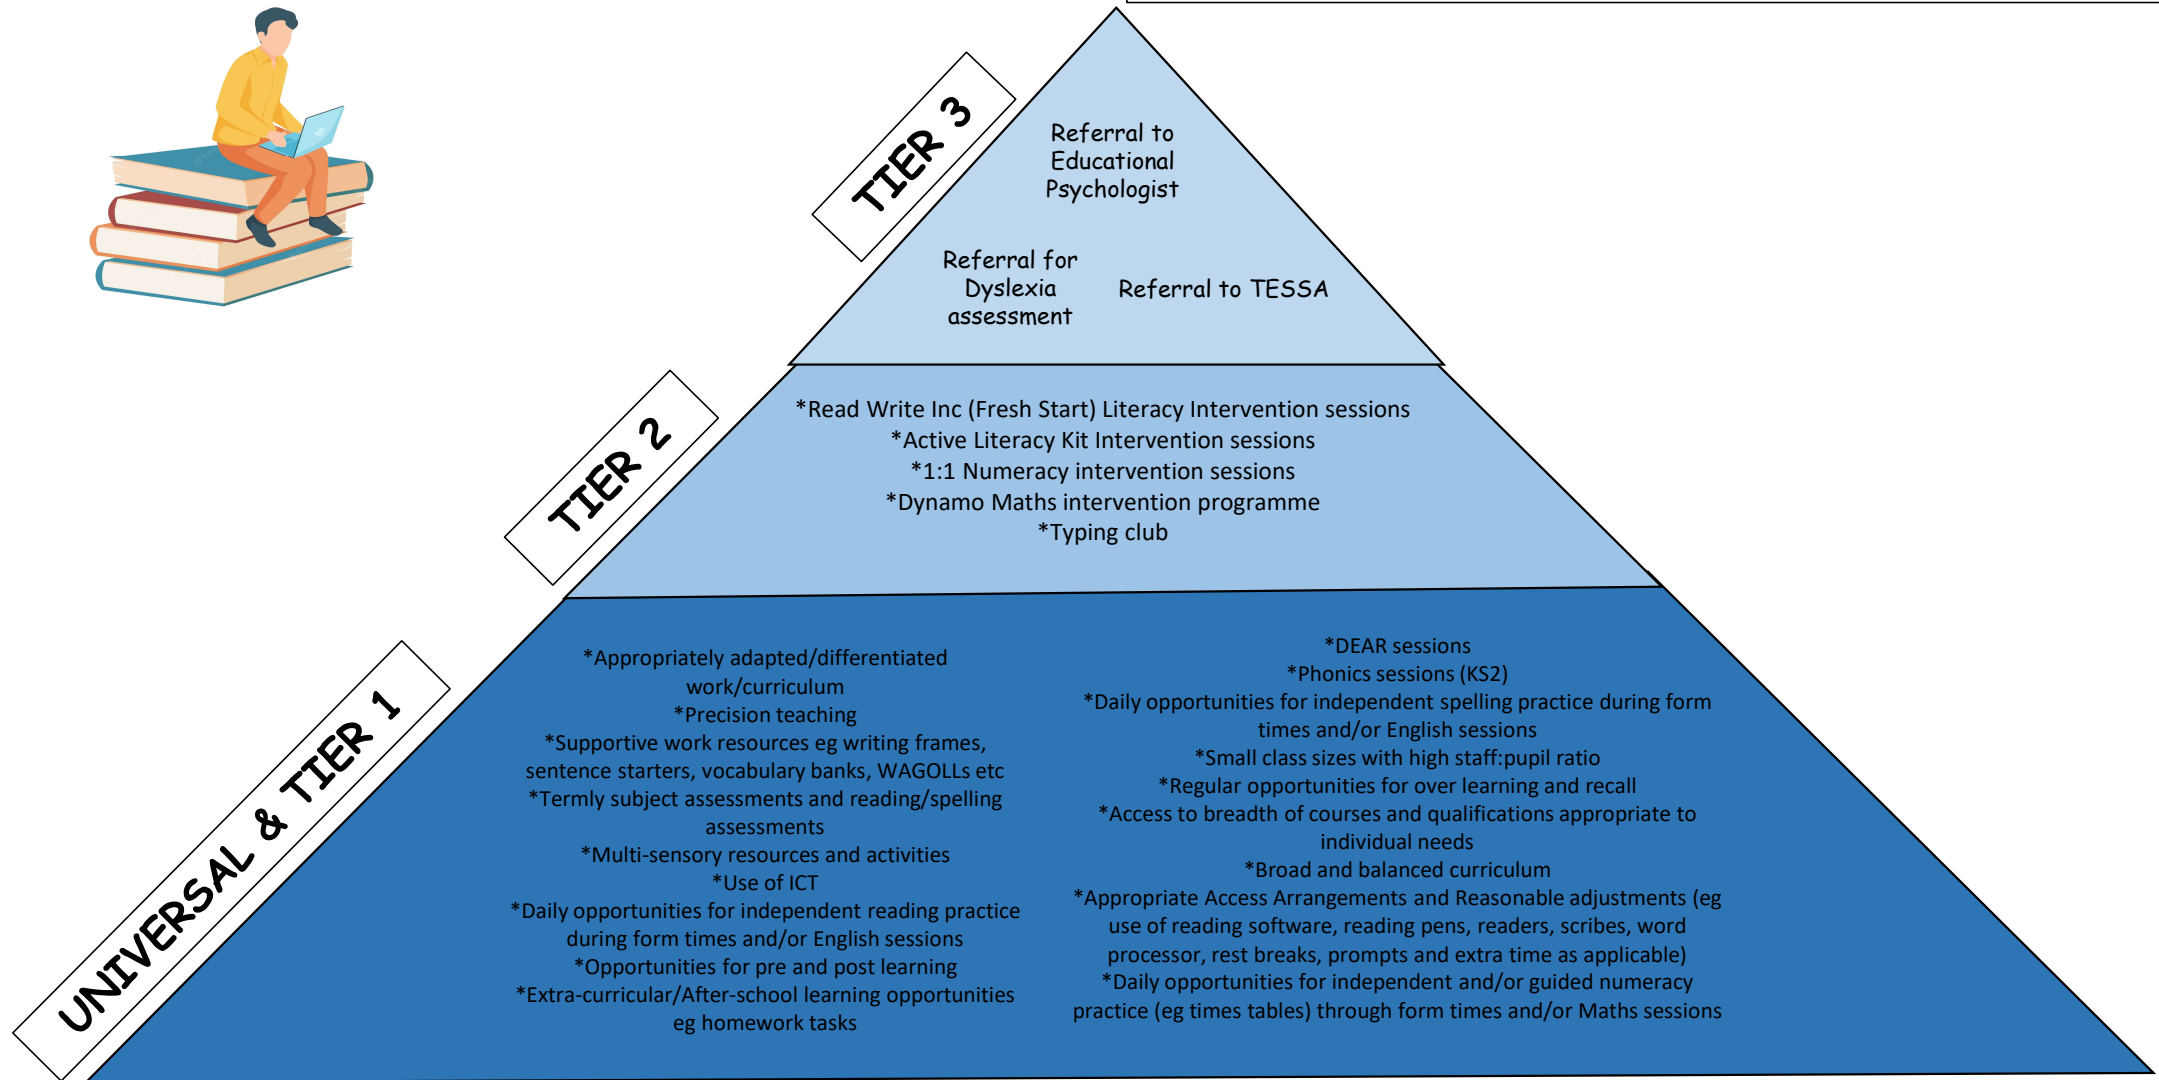 TIER 3
Referral to
Educational
Psychologist
Referral for
Dyslexia
assessment
Referral to TESSA
TIER 2
*Read Write Inc (Fresh Start) Literacy Intervention sessions
*Active Literacy Kit Intervention sessions
*1:1 Numeracy intervention sessions
*Dynamo Maths intervention programme
*Typing club
UNIVERSAL & TIER 1
*Appropriately adapted/differentiated
work/curriculum
*Precision teaching
*Supportive work resources eg writing frames,
sentence starters, vocabulary banks, WAGOLLs etc
*Termly subject assessments and reading/spelling
assessments
*Multi-sensory resources and activities
*Use of ICT
*Daily opportunities for independent reading practice
during form times and/or English sessions
*Opportunities for pre and post learning
*Extra-curricular/After-school learning opportunities
eg homework tasks
*DEAR sessions
*Phonics sessions (KS2)
*Daily opportunities for independent spelling practice during form
times and/or English sessions
*Small class sizes with high staff:pupil ratio
*Regular opportunities for over learning and recall
*Access to breadth of courses and qualifications appropriate to
individual needs
*Broad and balanced curriculum
*Appropriate Access Arrangements and Reasonable adjustments (eg
use of reading software, reading pens, readers, scribes, word
processor, rest breaks, prompts and extra time as applicable)
*Daily opportunities for independent and/or guided numeracy
practice (eg times tables) through form times and/or Maths sessions